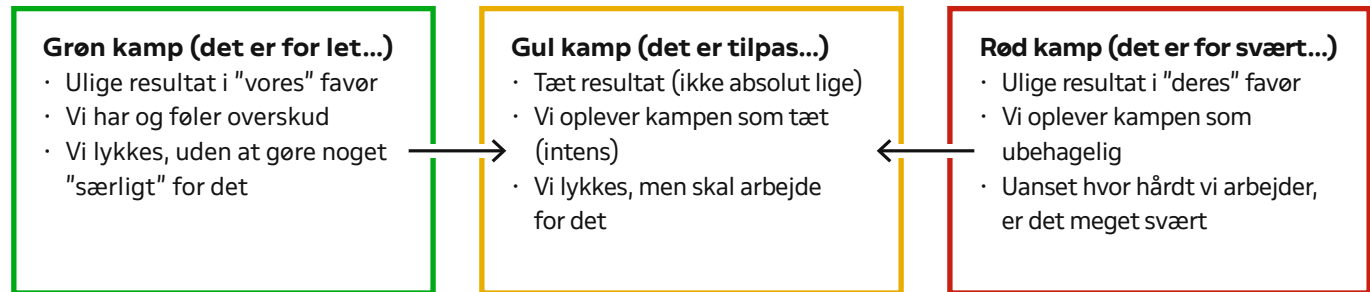 Grøn kamp (det er for let...)
· Ulige resultat i ”vores” favør
· Vi har og føler overskud
· Vi lykkes, uden at gøre noget
”særligt” for det
Gul kamp (det er tilpas...)
· Tæt resultat (ikke absolut lige)
· Vi oplever kampen som tæt
(intens)
· Vi lykkes, men skal arbejde
for det
Rød kamp (det er for svært...)
· Ulige resultat i ”deres” favør
· Vi oplever kampen som
ubehagelig
· Uanset hvor hårdt vi arbejder,
er det meget svært